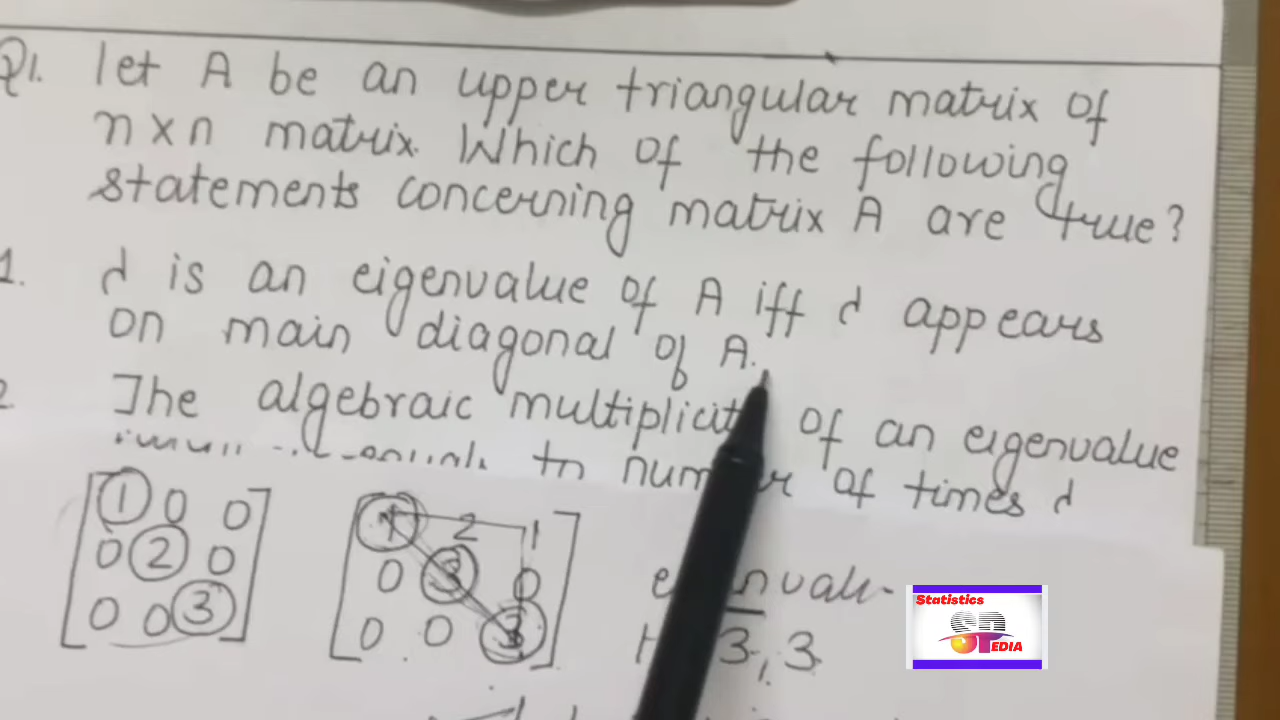 Q1. let A be an upper triangular matrix of
n x n matrix. Which of the following
statements concerning matrix A are true?
1. d is an eigenvalue of A iff d appears
on main diagonal of A.
2 The algebraic multiplicity of an eigenvalue
to number of times d
1 0 0
0 2 0
0 0 3
1 2 1
0 3 0
0 0 3
3, 3
Statistics
EDIA